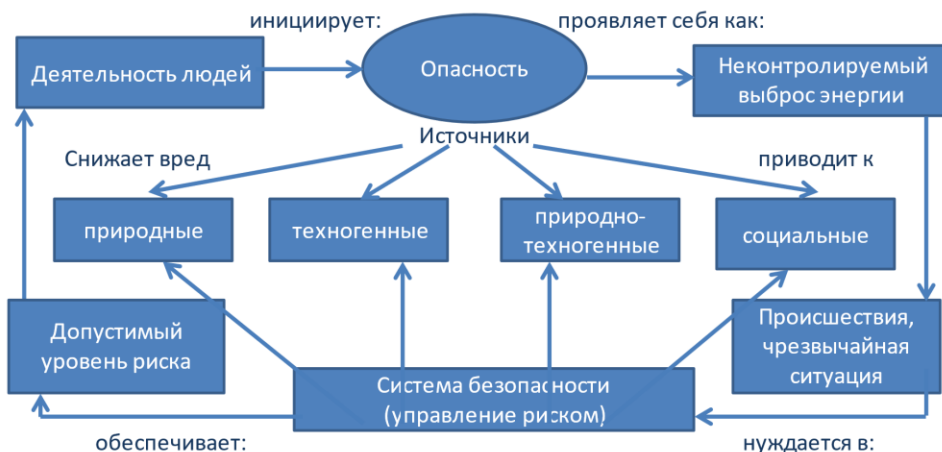 инициирует:
проявляет себя как:
Деятельность людей
Опасность
Неконтролируемый
выброс энергии
Источники
Снижает вред
приводит к
природные
техногенные
природно-
техногенные
социальные
Допустимый
уровень риска
Происшествия,
чрезвычайная
ситуация
Система безопасности
(управление риском)
обеспечивает:
нуждается в: